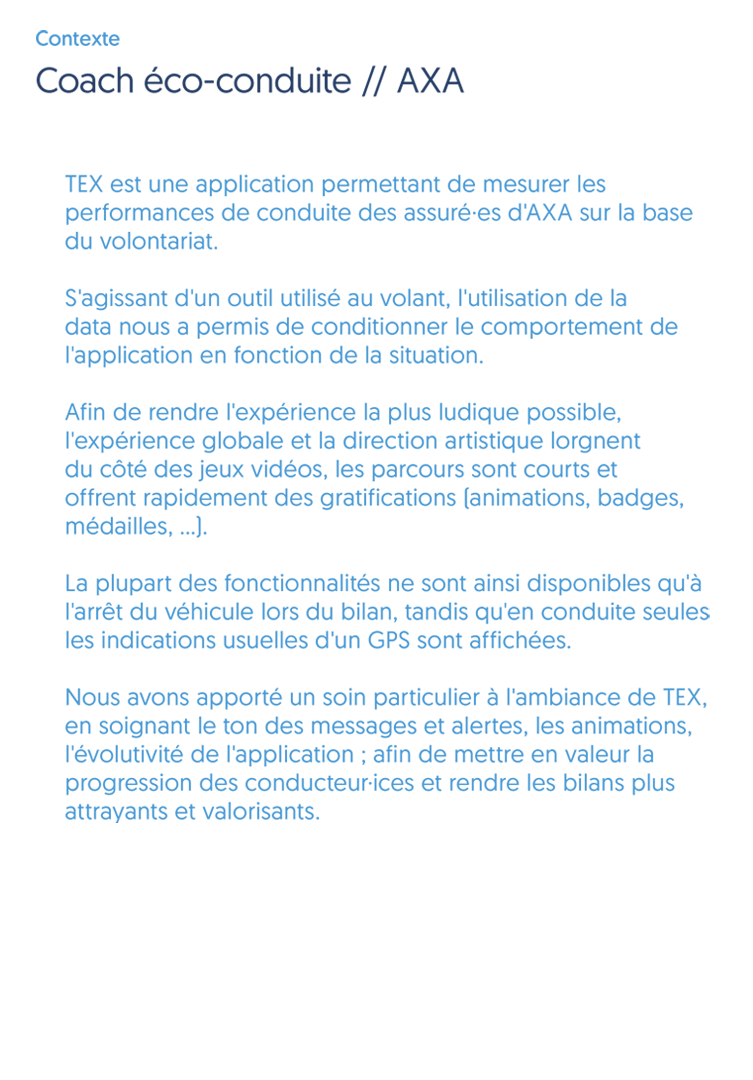 Contexte
Coach éco-conduite // AXA
TEX est une application permettant de mesurer les
performances de conduite des assuré·es d'AXA sur la base
du volontariat.
S'agissant d'un outil utilisé au volant, l'utilisation de la
data nous a permis de conditionner le comportement de
l'application en fonction de la situation.
Afin de rendre l'expérience la plus ludique possible,
l'expérience globale et la direction artistique lorgnent
du côté des jeux vidéos, les parcours sont courts et
offrent rapidement des gratifications (animations, badges,
médailles, ...).
La plupart des fonctionnalités ne sont ainsi disponibles qu'à
l'arrêt du véhicule lors du bilan, tandis qu'en conduite seules
les indications usuelles d'un GPS sont affichées.
Nous avons apporté un soin particulier à l'ambiance de TEX,
en soignant le ton des messages et alertes, les animations,
l'évolutivité de l'application ; afin de mettre en valeur la
progression des conducteur·ices et rendre les bilans plus
attrayants et valorisants.